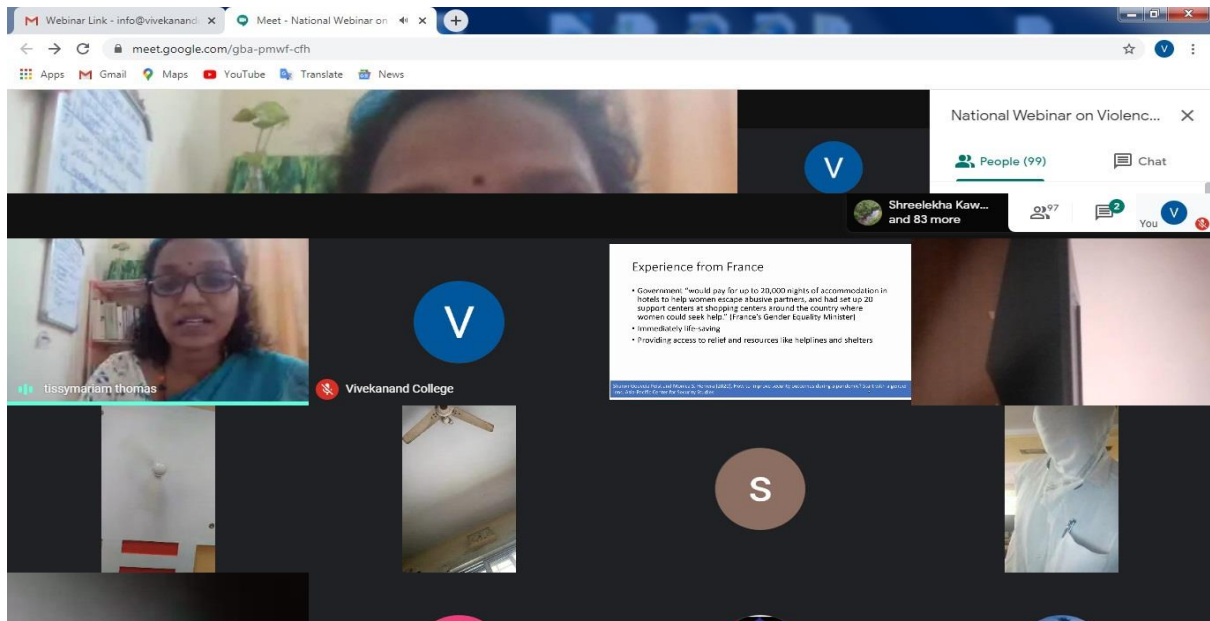 Webinar Link - info@vivekanand
Meet - National Webinar on
meet.google.com/gba-pmwf-cfh
V
Apps
Gmail
Maps
YouTube
Translate
News
V
National Webinar on Violenc...
People (99)
Chat
Shreelekha Kaw...
and 83 more
97
2
You
V
tissymariam thomas
V
Vivekanand College
Experience from France
• Government "would pay for up to 20,000 nights of accommodation in
hotels to help women escape abusive partners, and had set up 20
support centers at shopping centers around the country where
women could seek help." (France's Gender Equality Minister)
• Immediately life-saving
• Providing access to relief and resources like helplines and shelters
S